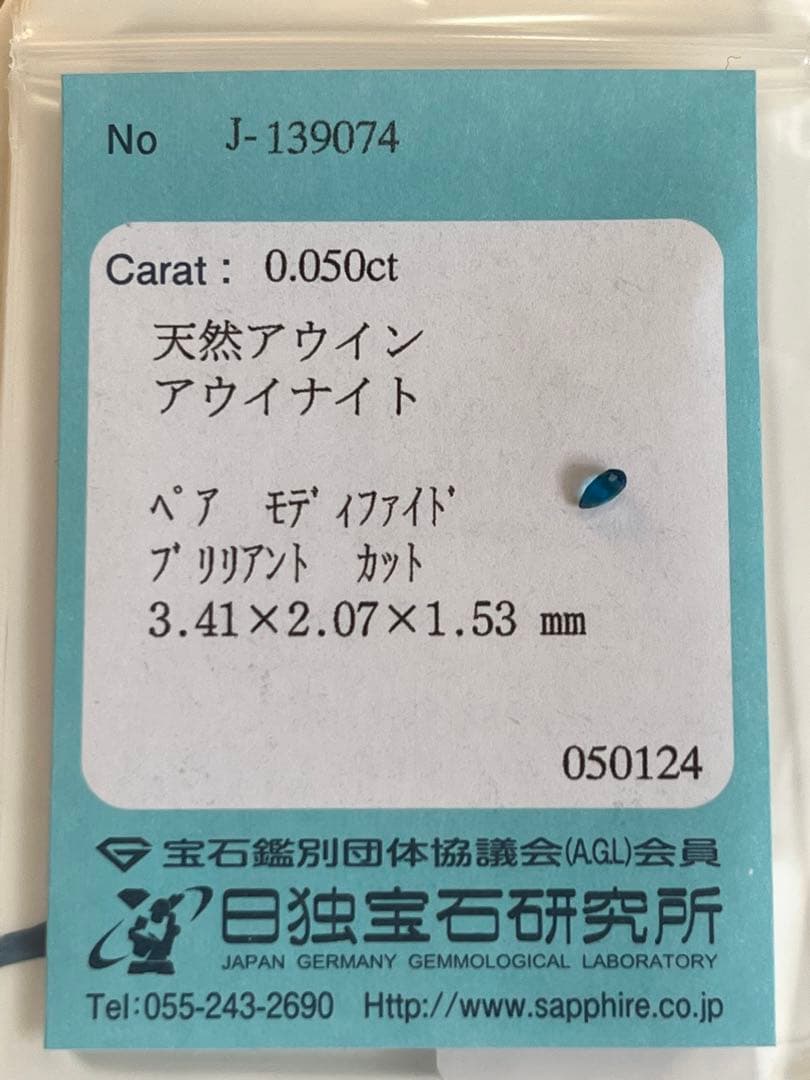 No J-139074
Carat : 0.050ct
天然アウイン
アウイナイト
ﾍﾟｱ ﾓﾃﾞｨﾌｧｲﾄﾞ
ﾌﾞﾘﾘｱﾝﾄ ｶｯﾄ
3.41×2.07×1.53 ㎜
050124
宝石鑑別団体協議会(A.G.L)会員
日独宝石研究所
JAPAN GERMANY GEMMOLOGICAL LABORATORY
Tel:055-243-2690 Http://www.sapphire.co.jp